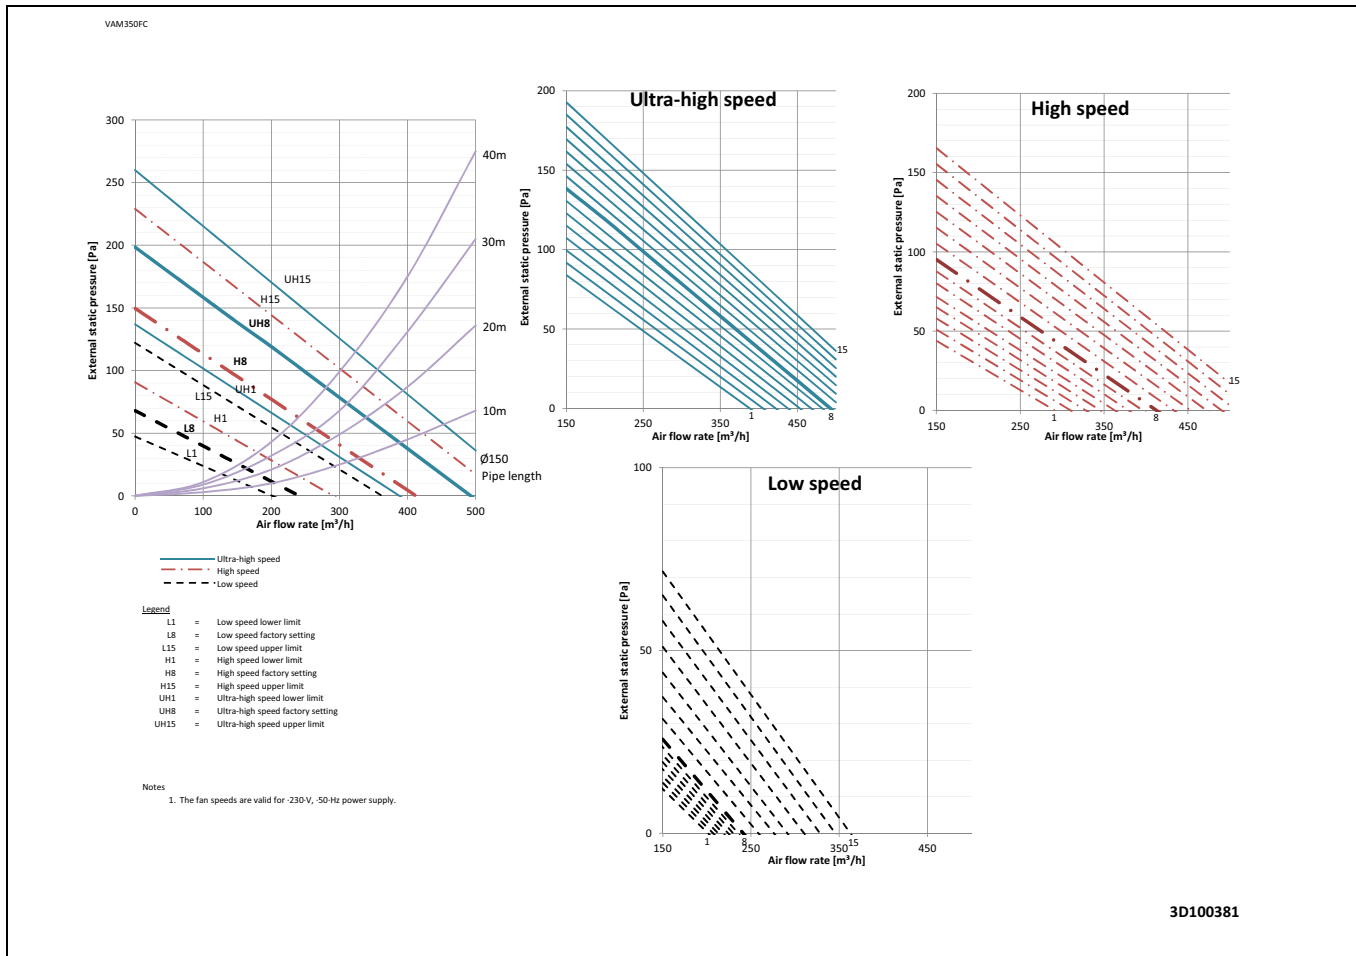 VAM350FC
External static pressure [Pa]
300
250
200
150
100
50
0
0 100 200 300 400 500
Air flow rate [m³/h]
40m
30m
20m
10m
Ø150
Pipe length
UH15
H15
UH8
H8
UH1
L15
H1
L8
L1
Ultra-high speed
External static pressure [Pa]
200
150
100
50
0
150 250 350 450
1 8 15
Air flow rate [m³/h]
High speed
External static pressure [Pa]
200
150
100
50
0
150 250 350 450
1 8 15
Air flow rate [m³/h]
Low speed
External static pressure [Pa]
100
50
0
150 250 350 450
1 8 15
Air flow rate [m³/h]
Ultra-high speed
High speed
Low speed
Legend
L1 = Low speed lower limit
L8 = Low speed factory setting
L15 = Low speed upper limit
H1 = High speed lower limit
H8 = High speed factory setting
H15 = High speed upper limit
UH1 = Ultra-high speed lower limit
UH8 = Ultra-high speed factory setting
UH15 = Ultra-high speed upper limit
Notes
1. The fan speeds are valid for ·230·V, ·50·Hz power supply.
3D100381